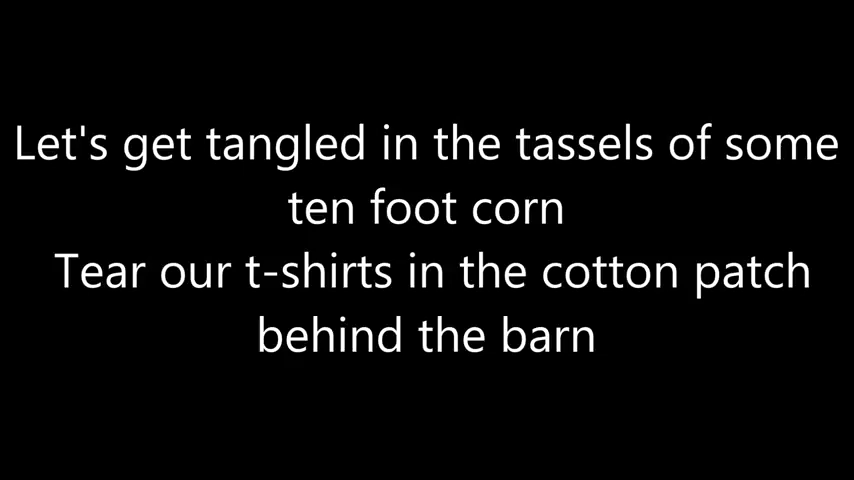 Let's get tangled in the tassels of some
ten foot corn
Tear our t-shirts in the cotton patch
behind the barn